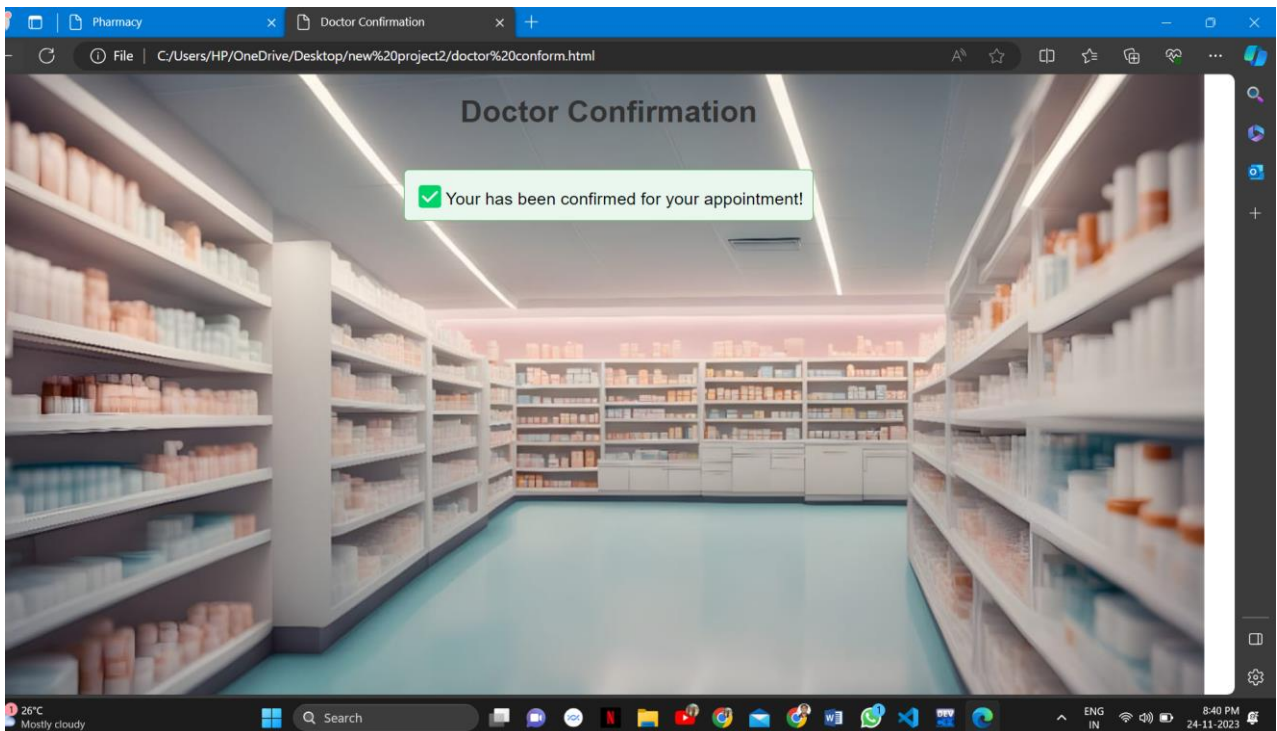 Pharmacy
Doctor Confirmation
File
C:/Users/HP/OneDrive/Desktop/new%20project2/doctor%20conform.html
Doctor Confirmation
Your has been confirmed for your appointment!
1
26°C
Mostly cloudy
Search
ENG
IN
8:40 PM
24-11-2023